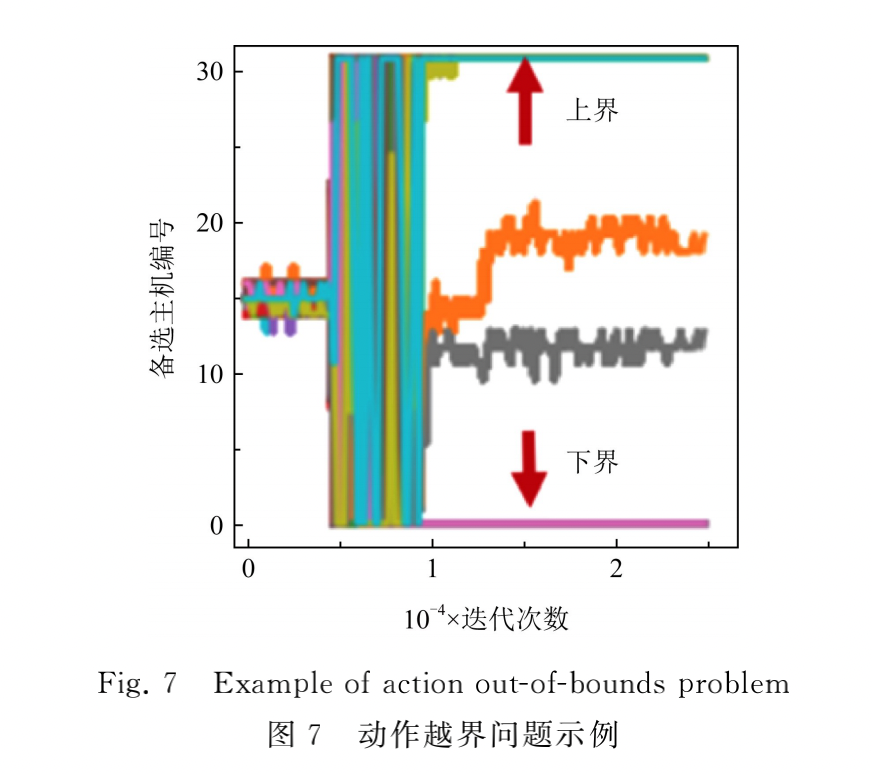 30
上界
20
备选主机编号
10
下界
0
0 1 2
10⁻⁴×迭代次数
Fig. 7 Example of action out-of-bounds problem
图 7 动作越界问题示例